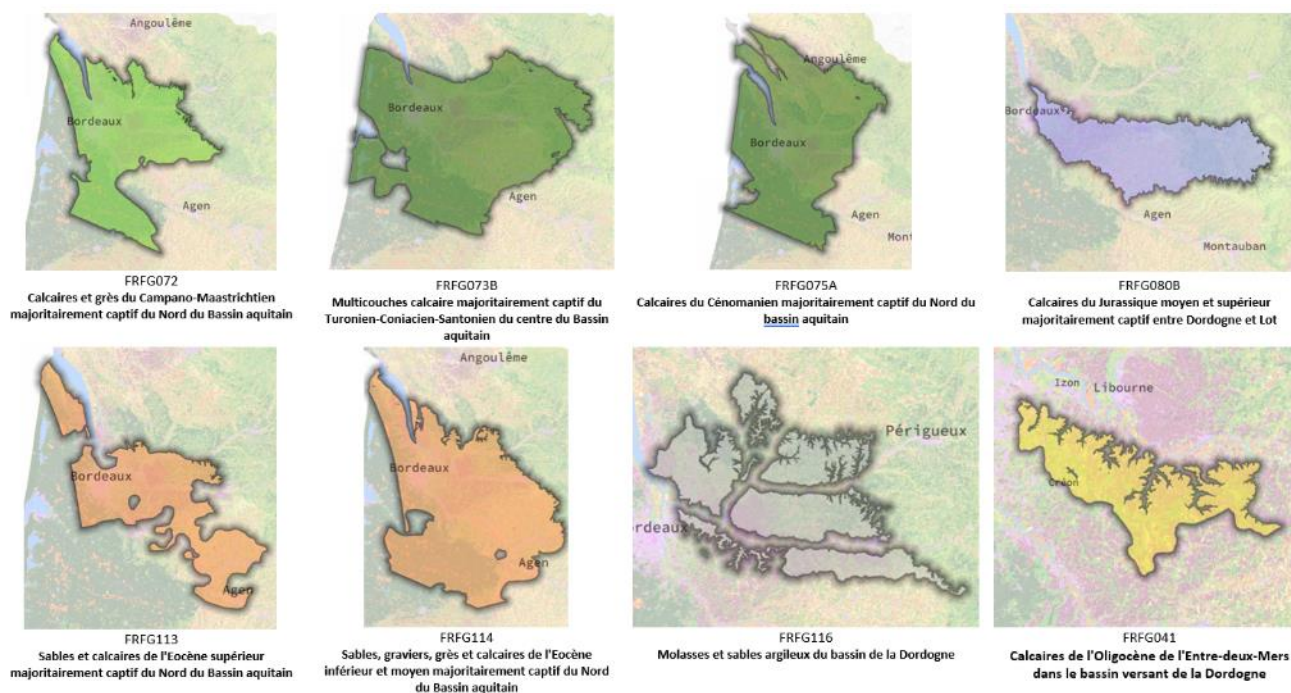 Angoulême
Bordeaux
Agen
FRFG072
Calcaires et grès du Campano-Maastrichtien
majoritairement captif du Nord du Bassin aquitain
Bordeaux
Agen
FRFG073B
Multicouches calcaire majoritairement captif du
Turonien-Coniacien-Santonien du centre du Bassin
aquitain
Angoulême
Bordeaux
Agen
FRFG075A
Calcaires du Cénomanien majoritairement captif du Nord du
bassin aquitain
Bordeaux
Agen
Montauban
FRFG080B
Calcaires du Jurassique moyen et supérieur
majoritairement captif entre Dordogne et Lot
Bordeaux
Agen
FRFG113
Sables et calcaires de l'Eocène supérieur
majoritairement captif du Nord du Bassin aquitain
Angoulême
Bordeaux
Agen
FRFG114
Sables, graviers, grès et calcaires de l'Eocène
inférieur et moyen majoritairement captif du Nord
du Bassin aquitain
Périgueux
ordeaux
FRFG116
Molasses et sables argileux du bassin de la Dordogne
Izon
Libourne
Créon
FRFG041
Calcaires de l'Oligocène de l'Entre-deux-Mers
dans le bassin versant de la Dordogne